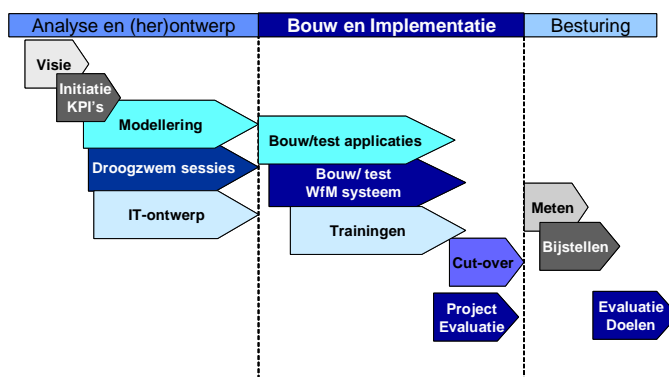 Analyse en (her)ontwerp
Bouw en Implementatie
Besturing
Visie
Initiatie
KPI's
Modellering
Bouw/test applicaties
Droogzwem sessies
Bouw/ test
WfM systeem
IT-ontwerp
Trainingen
Meten
Bijstellen
Cut-over
Project
Evaluatie
Evaluatie
Doelen